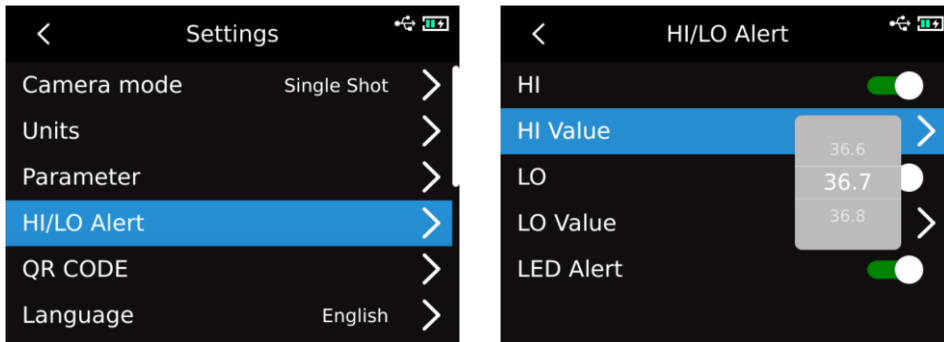 Settings
Camera mode Single Shot
Units
Parameter
HI/LO Alert
QR CODE
Language English
HI/LO Alert
HI
HI Value
36.6
LO
36.7
LO Value
36.8
LED Alert